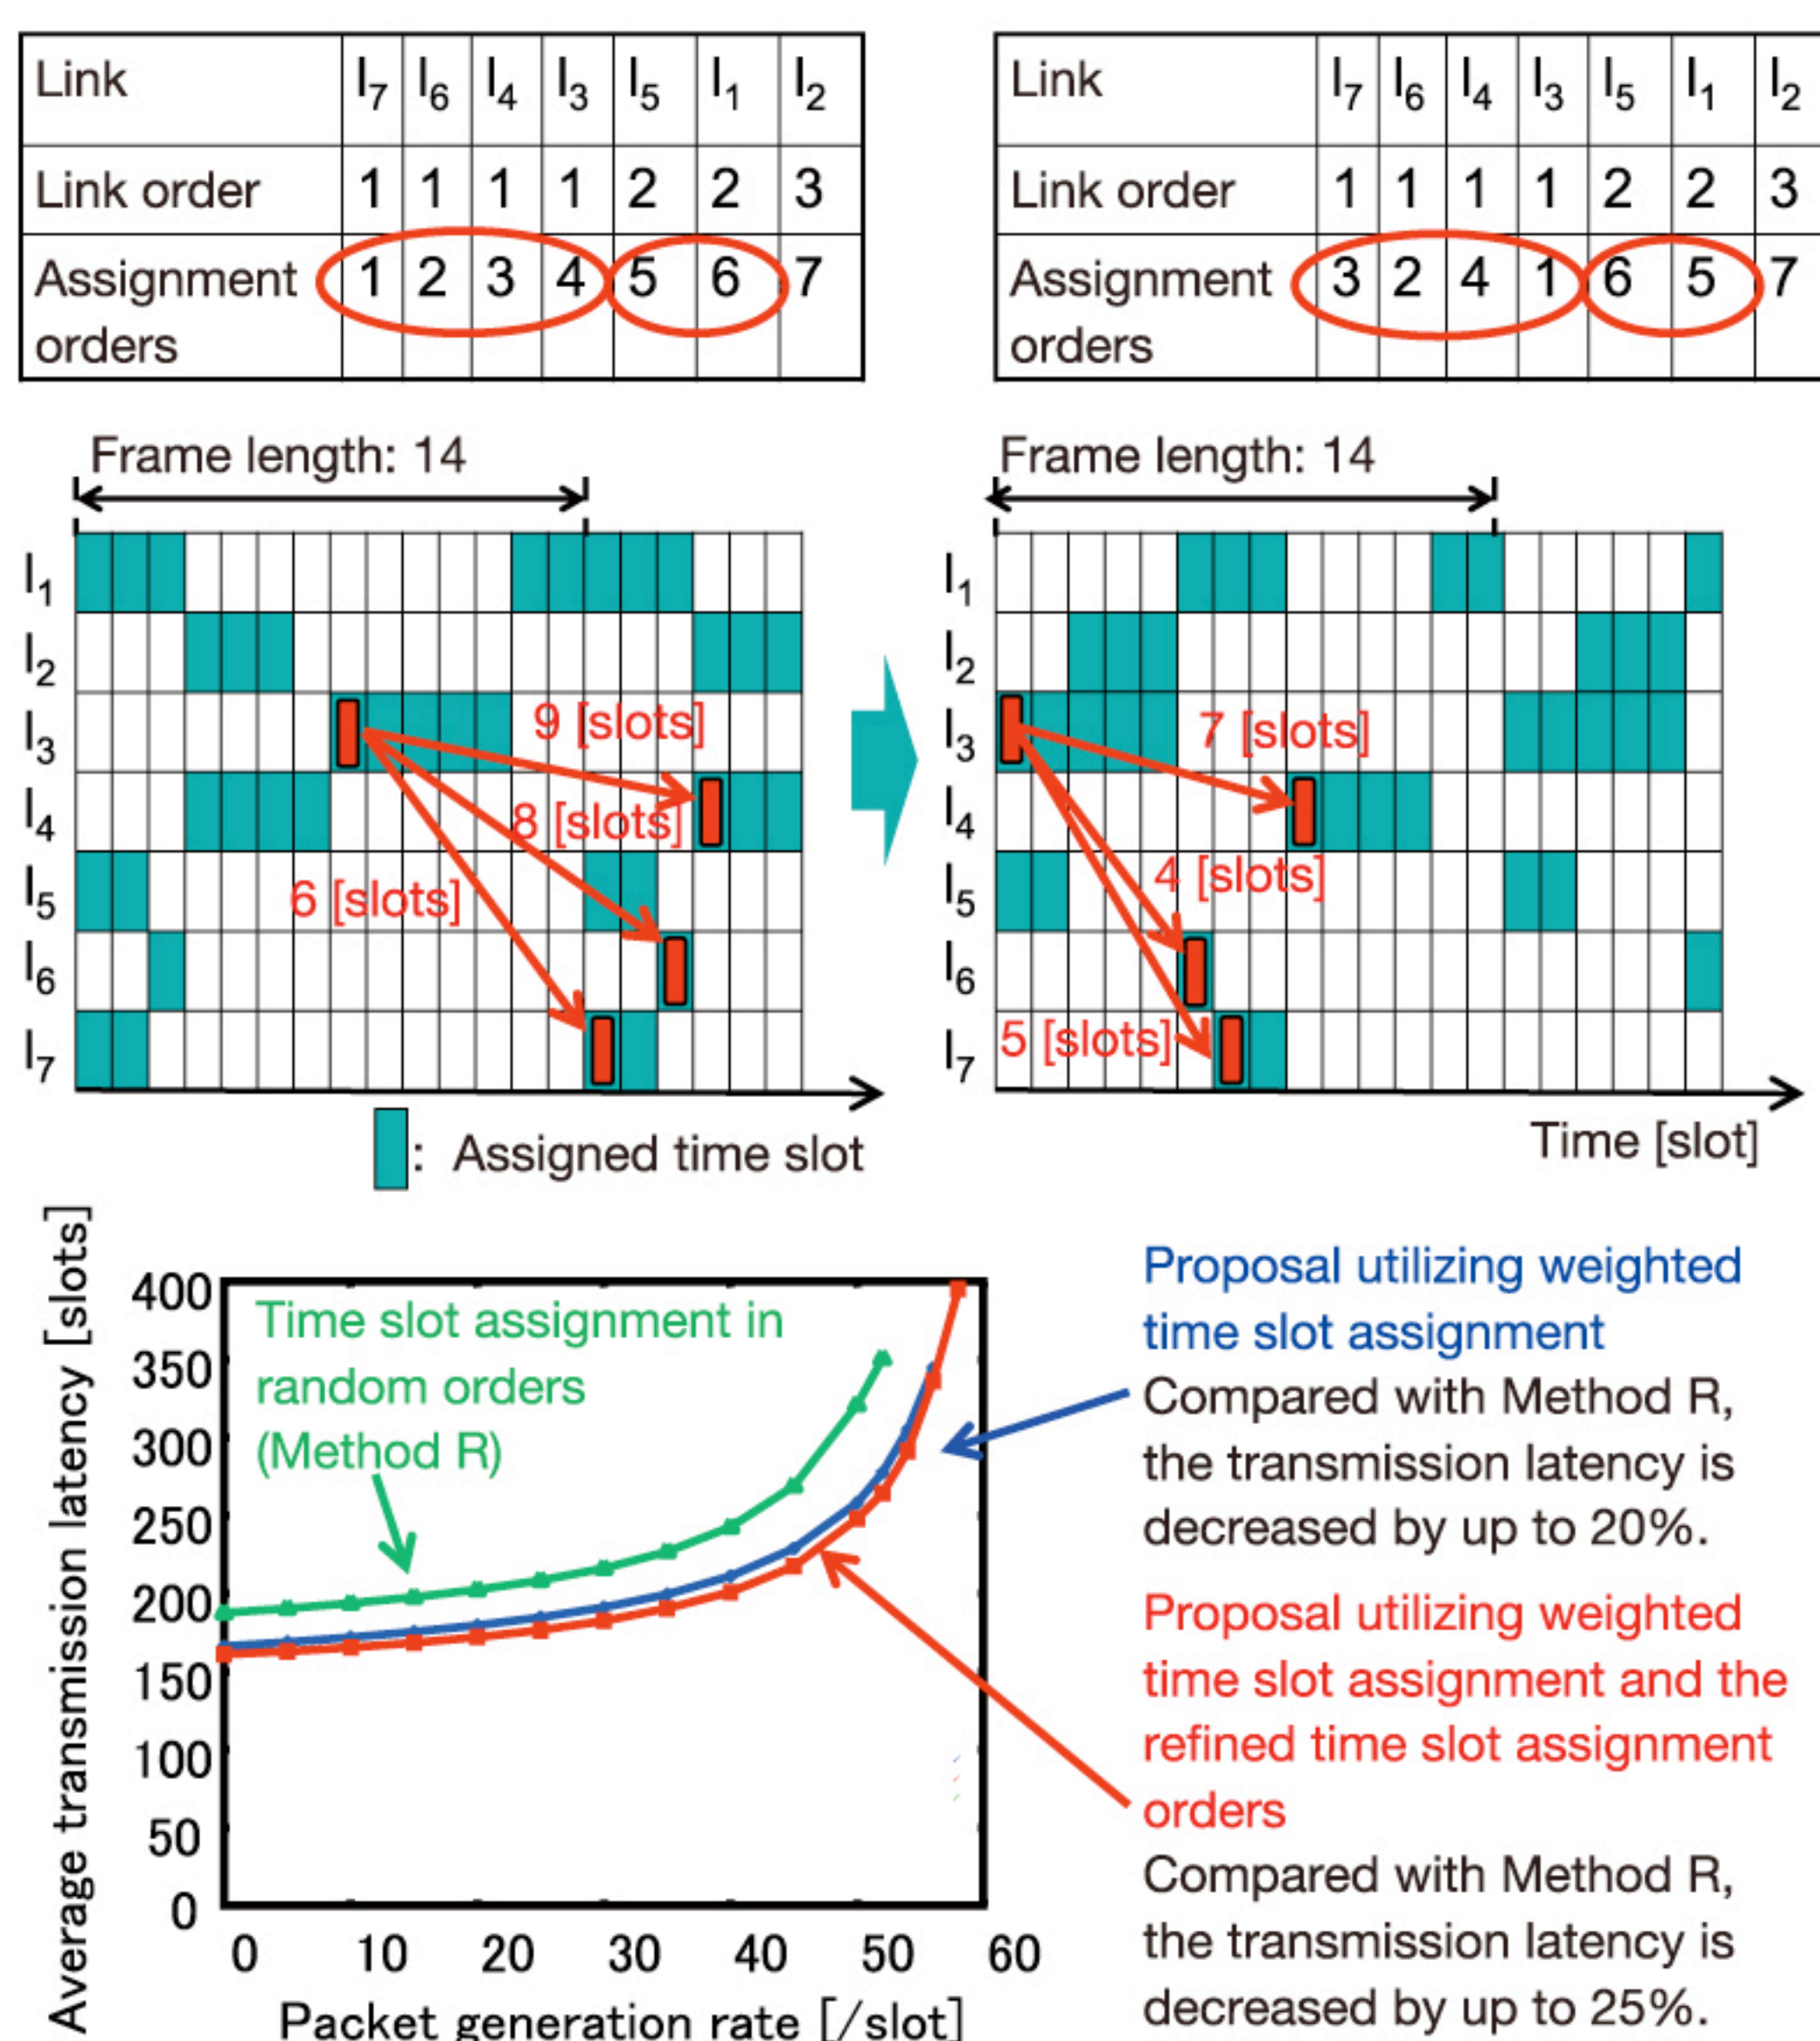 Link l7 l6 l4 l3 l5 l1 l2
Link order 1 1 1 1 2 2 3
Assignment orders 1 2 3 4 5 6 7
Link l7 l6 l4 l3 l5 l1 l2
Link order 1 1 1 1 2 2 3
Assignment orders 3 2 4 1 6 5 7
Frame length: 14
l1
l2
l3
l4
l5
l6
l7
9 [slots]
8 [slots]
6 [slots]
: Assigned time slot
Frame length: 14
l1
l2
l3
l4
l5
l6
l7
7 [slots]
4 [slots]
5 [slots]
Time [slot]
Average transmission latency [slots]
400
350
300
250
200
150
100
50
0
0 10 20 30 40 50 60
Packet generation rate [/slot]
Time slot assignment in
random orders
(Method R)
Proposal utilizing weighted
time slot assignment
Compared with Method R,
the transmission latency is
decreased by up to 20%.
Proposal utilizing weighted
time slot assignment and the
refined time slot assignment
orders
Compared with Method R,
the transmission latency is
decreased by up to 25%.